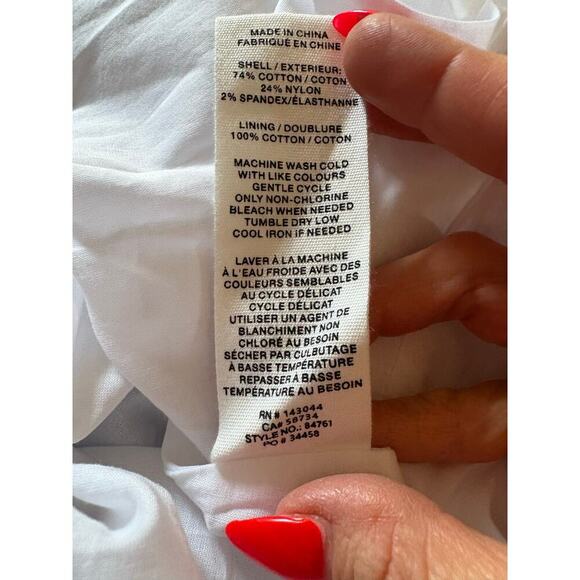 MADE IN CHINA
FABRIQUÉ EN CHINE
SHELL / EXTERIEUR:
74% COTTON / COTON
24% NYLON
2% SPANDEX/ÉLASTHANNE
LINING / DOUBLURE
100% COTTON / COTON
MACHINE WASH COLD
WITH LIKE COLOURS
GENTLE CYCLE
ONLY NON-CHLORINE
BLEACH WHEN NEEDED
TUMBLE DRY LOW
COOL IRON iF NEEDED
LAVER À LA MACHINE
À L'EAU FROIDE AVEC DES
COULEURS SEMBLABLES
AU CYCLE DÉLICAT
CYCLE DÉLICAT
UTILISER UN AGENT DE
BLANCHIMENT NON
CHLORÉ AU BESOIN
SÉCHER PAR CULBUTAGE
À BASSE TEMPÉRATURE
REPASSER À BASSE
TEMPÉRATURE AU BESOIN
RN# 143044
CA# 58734
STYLE NO.: 84761
PO # 34458